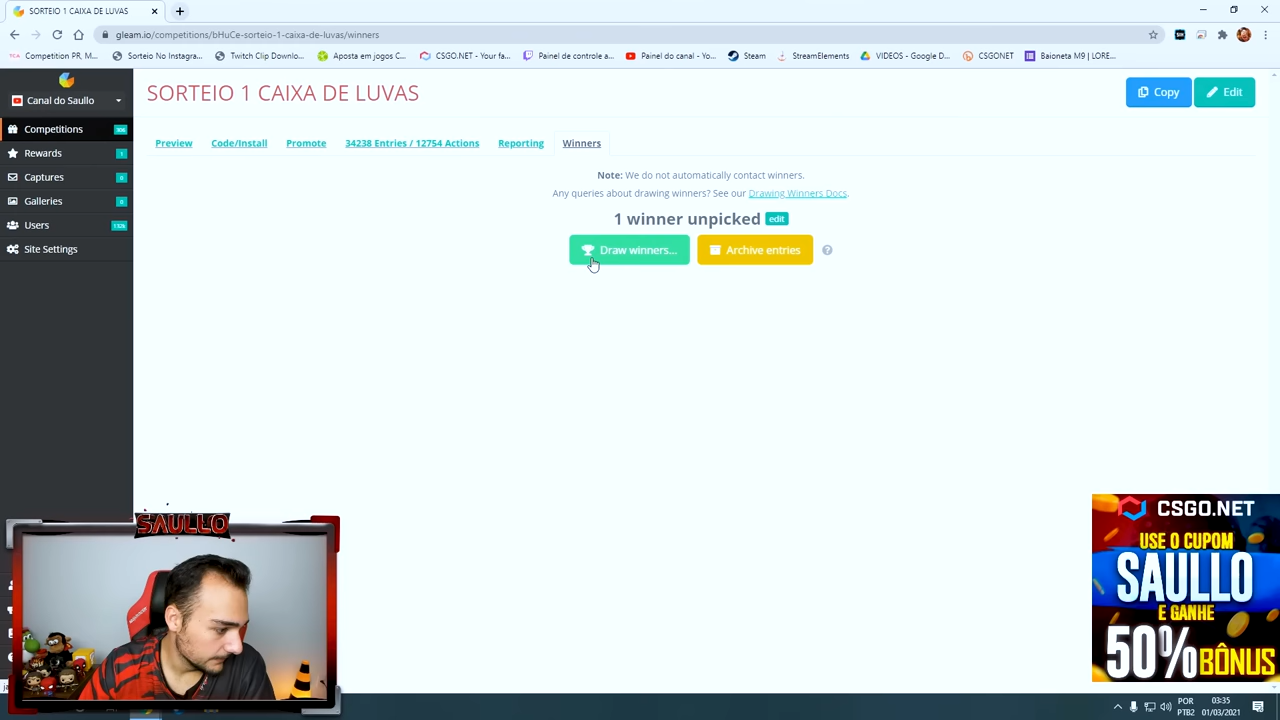 SORTEIO 1 CAIXA DE LUVAS
gleam.io/competitions/bHuCe-sorteio-1-caixa-de-luvas/winners
Competition PR, M... Sorteio No Instagra... Twitch Clip Downlo... Aposta em jogos C... CSGO.NET - Your fa... Painel de controle a... Painel do canal - Yo... Steam StreamElements VIDEOS - Google D... CSGONET Baioneta M9 | LORE...
Canal do Saullo
Competitions 306
Rewards 1
Captures 0
Galleries 0
Users 1326
Site Settings
SORTEIO 1 CAIXA DE LUVAS
Copy Edit
Preview Code/Install Promote 34238 Entries / 12754 Actions Reporting Winners
Note: We do not automatically contact winners.
Any queries about drawing winners? See our Drawing Winners Docs.
1 winner unpicked edit
Draw winners... Archive entries ?
SAULLO
CSGO.NET
USE O CUPOM
SAULLO
E GANHE
50% BÔNUS
POR 03:35
PTB2 01/03/2021